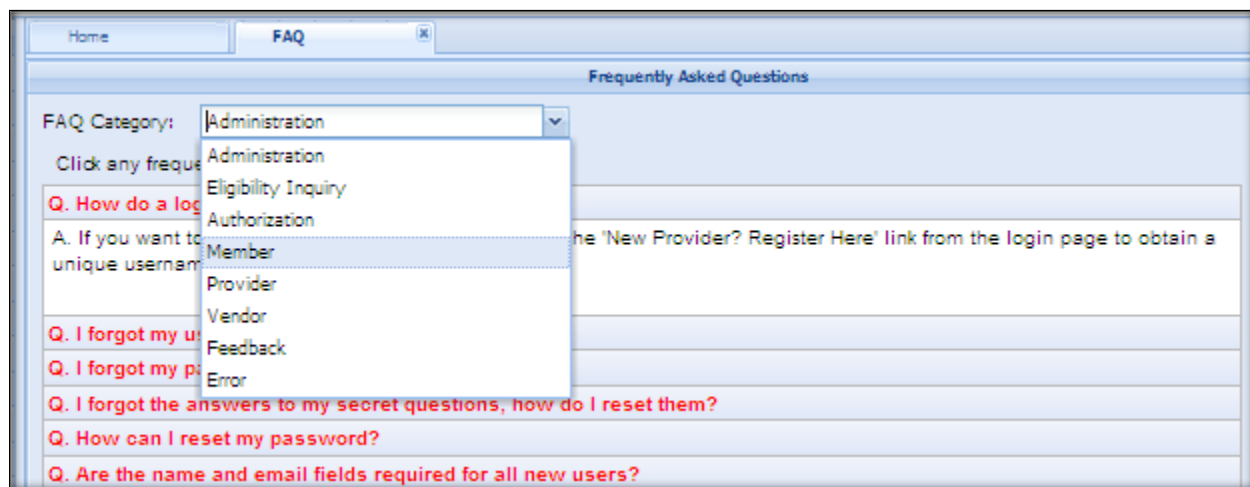 Home
FAQ
Frequently Asked Questions
FAQ Category:
Administration
Click any freque
Administration
Eligibility Inquiry
Authorization
Member
Provider
Vendor
Feedback
Error
Q. How do a log
A. If you want to he 'New Provider? Register Here' link from the login page to obtain a
unique usernam
Q. I forgot my u
Q. I forgot my p
Q. I forgot the answers to my secret questions, how do I reset them?
Q. How can I reset my password?
Q. Are the name and email fields required for all new users?